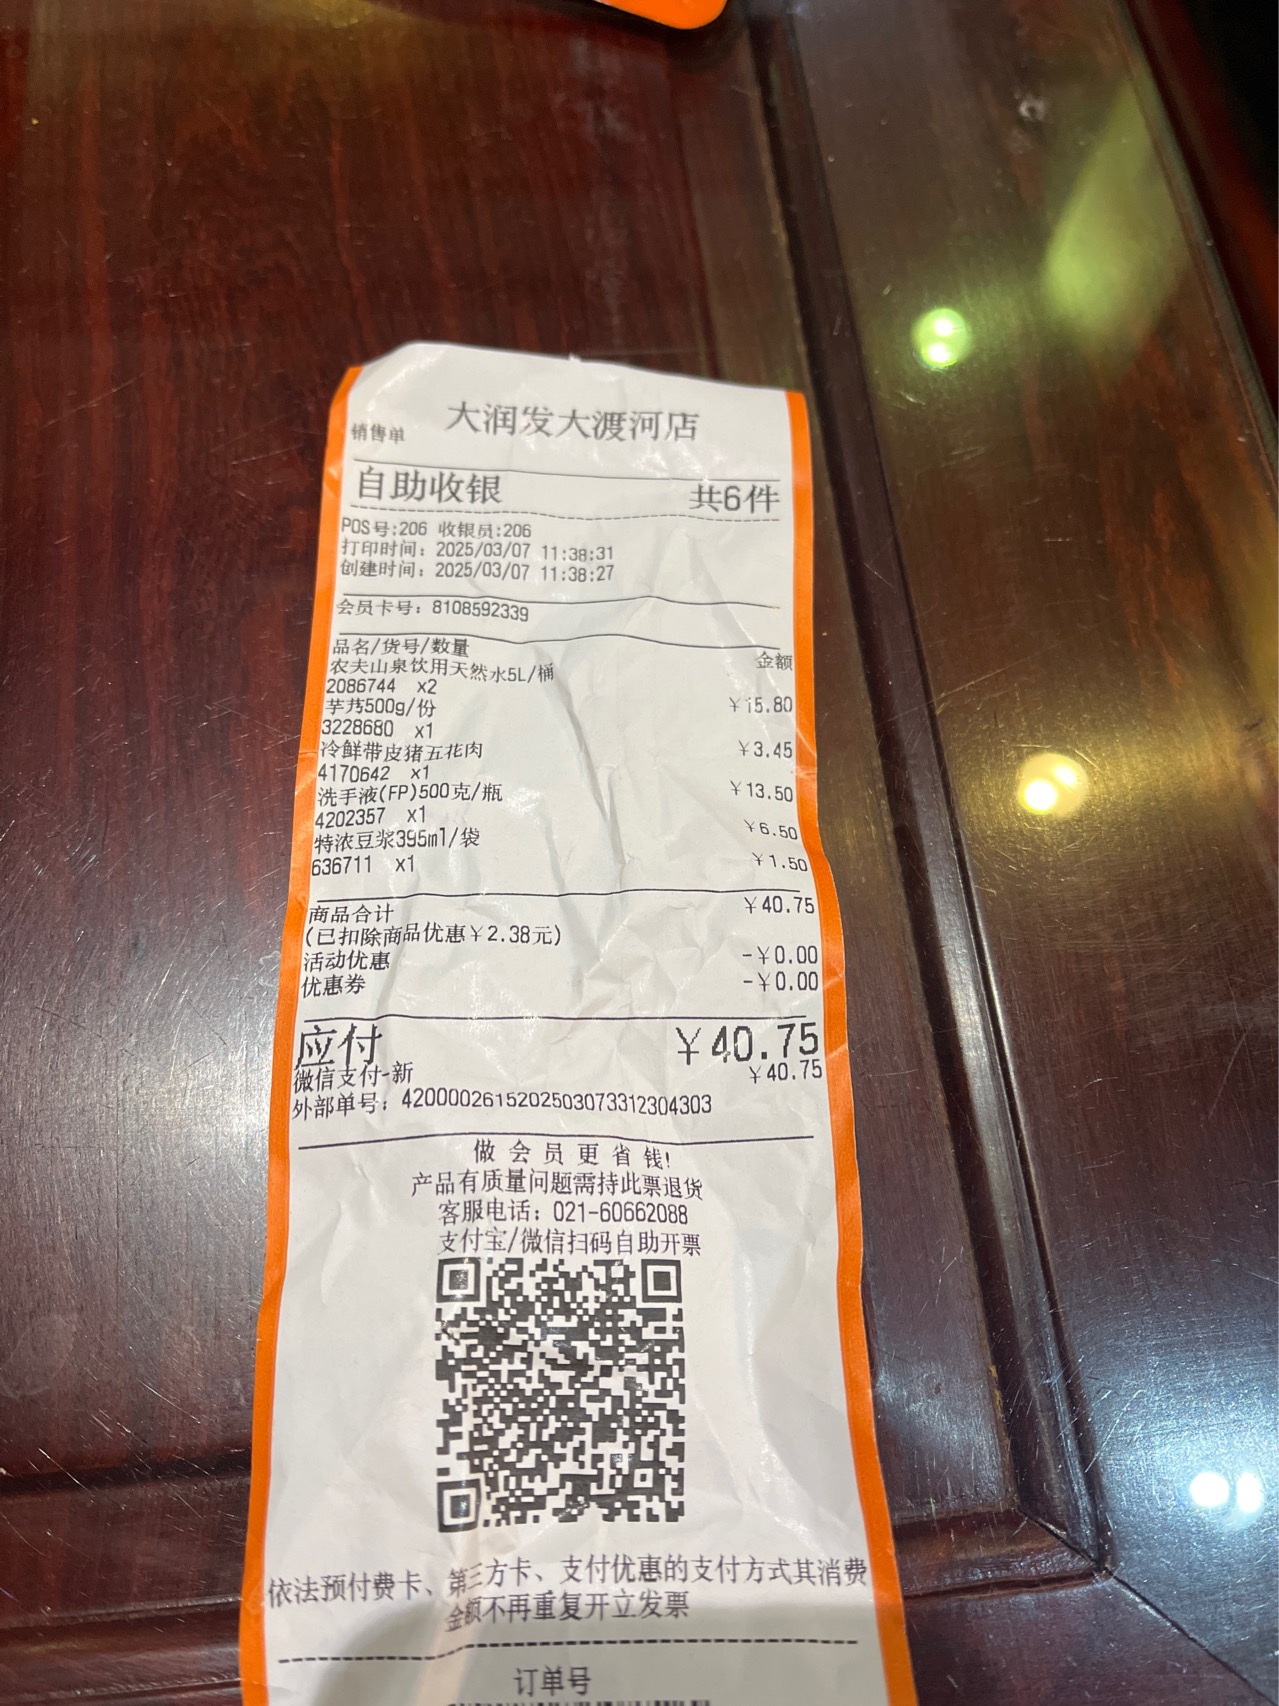 大润发大渡河店
销售单
自助收银 共6件
POS号:206 收银员:206
打印时间: 2025/03/07 11:38:31
创建时间: 2025/03/07 11:38:27
会员卡号: 8108592339
品名/货号/数量 金额
农夫山泉饮用天然水5L/桶
2086744 x2 ￥15.80
芋艿500g/份
3228680 x1 ￥3.45
冷鲜带皮猪五花肉
4170642 x1 ￥13.50
洗手液(FP)500克/瓶
4202357 x1 ￥6.50
特浓豆浆395ml/袋
636711 x1 ￥1.50
商品合计 ￥40.75
(已扣除商品优惠￥2.38元)
活动优惠 -￥0.00
优惠券 -￥0.00
应付 ￥40.75
微信支付-新 ￥40.75
外部单号: 4200002615202503073312304303
做会员更省钱!
产品有质量问题需持此票退货
客服电话: 021-60662088
支付宝/微信扫码自助开票
依法预付费卡、第三方卡、支付优惠的支付方式其消费
金额不再重复开立发票
订单号